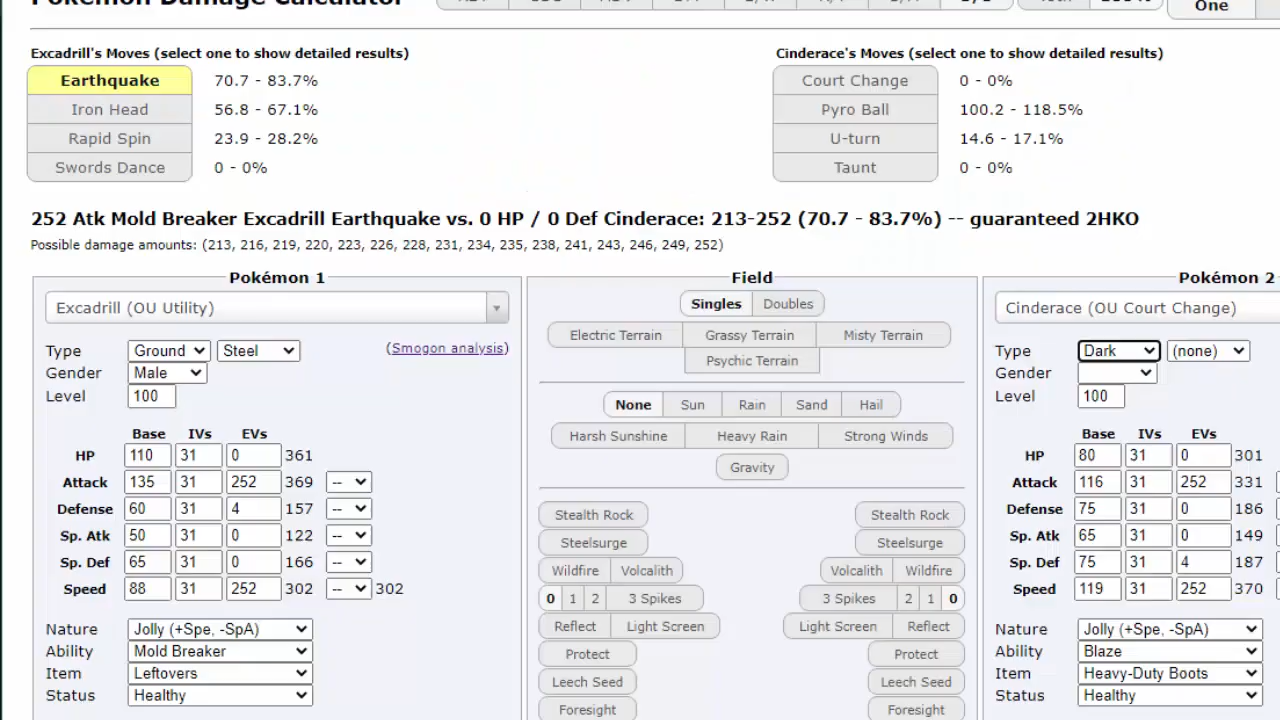 Pokémon Damage Calculator
One
Excadrill's Moves (select one to show detailed results)
Earthquake 70.7 - 83.7%
Iron Head 56.8 - 67.1%
Rapid Spin 23.9 - 28.2%
Swords Dance 0 - 0%
Cinderace's Moves (select one to show detailed results)
Court Change 0 - 0%
Pyro Ball 100.2 - 118.5%
U-turn 14.6 - 17.1%
Taunt 0 - 0%
252 Atk Mold Breaker Excadrill Earthquake vs. 0 HP / 0 Def Cinderace: 213-252 (70.7 - 83.7%) -- guaranteed 2HKO
Possible damage amounts: (213, 216, 219, 220, 223, 226, 228, 231, 234, 235, 238, 241, 243, 246, 249, 252)
Pokémon 1
Excadrill (OU Utility)
Type Ground Steel (Smogon analysis)
Gender Male
Level 100
Base IVs EVs
HP 110 31 0 361
Attack 135 31 252 369 --
Defense 60 31 4 157 --
Sp. Atk 50 31 0 122 --
Sp. Def 65 31 0 166 --
Speed 88 31 252 302 -- 302
Nature Jolly (+Spe, -SpA)
Ability Mold Breaker
Item Leftovers
Status Healthy
Field
Singles Doubles
Electric Terrain Grassy Terrain Misty Terrain
Psychic Terrain
None Sun Rain Sand Hail
Harsh Sunshine Heavy Rain Strong Winds
Gravity
Stealth Rock Stealth Rock
Steelsurge Steelsurge
Wildfire Volcalith Volcalith Wildfire
0 1 2 3 Spikes 3 Spikes 2 1 0
Reflect Light Screen Light Screen Reflect
Protect Protect
Leech Seed Leech Seed
Foresight Foresight
Pokémon 2
Cinderace (OU Court Change)
Type Dark (none)
Gender
Level 100
Base IVs EVs
HP 80 31 0 301
Attack 116 31 252 331
Defense 75 31 0 186
Sp. Atk 65 31 0 149
Sp. Def 75 31 4 187
Speed 119 31 252 370
Nature Jolly (+Spe, -SpA)
Ability Blaze
Item Heavy-Duty Boots
Status Healthy